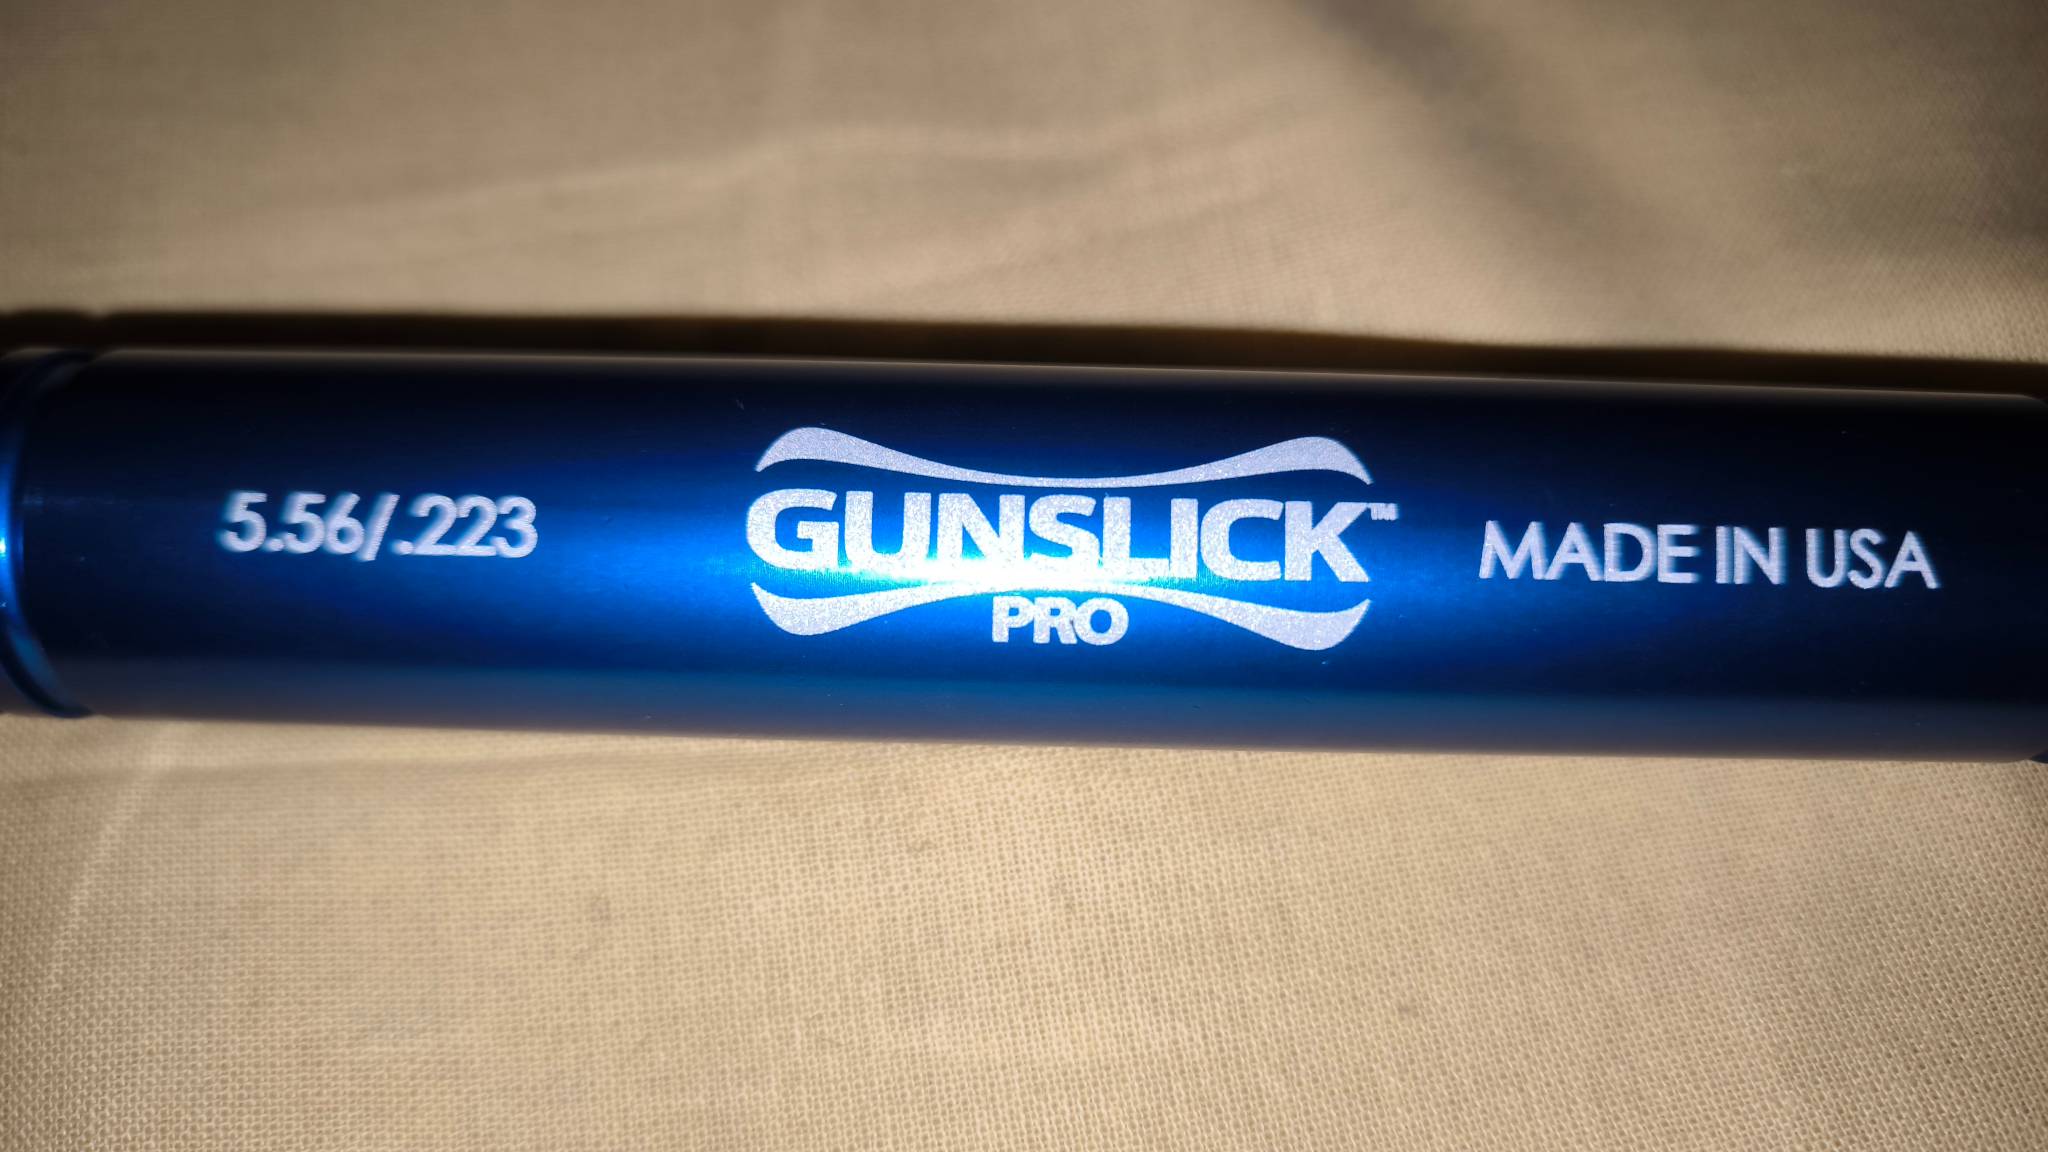 5.56/.223
GUNSLICK™
PRO
MADE IN USA